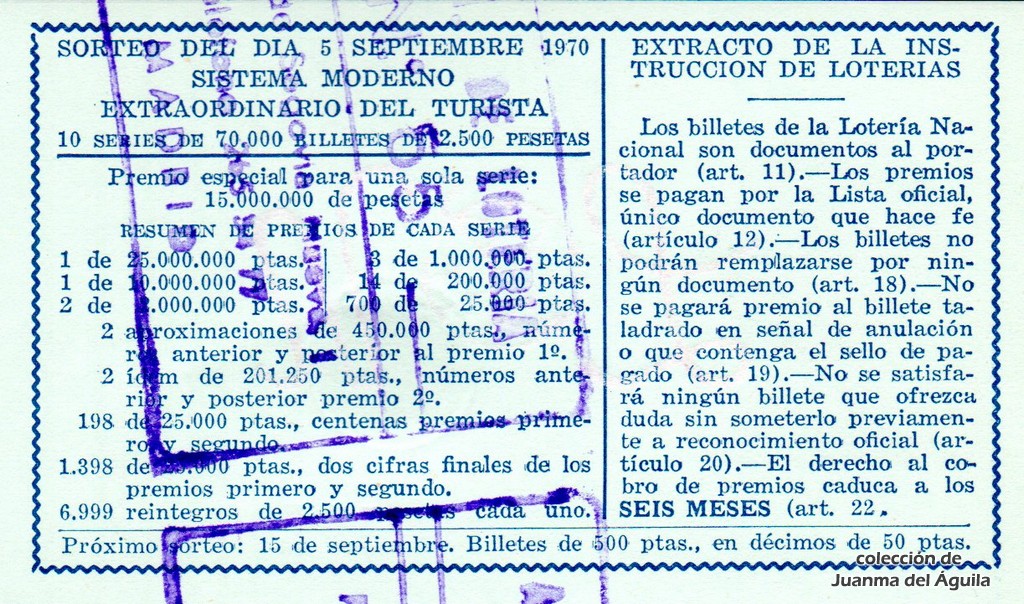 SORTEO DEL DIA 5 SEPTIEMBRE 1970
SISTEMA MODERNO
EXTRAORDINARIO DEL TURISTA
10 SERIES DE 70.000 BILLETES DE 2.500 PESETAS
Premio especial para una sola serie:
15.000.000 de pesetas
RESUMEN DE PREMIOS DE CADA SERIE
1 de 25.000.000 ptas. 3 de 1.000.000 ptas.
1 de 10.000.000 ptas. 14 de 200.000 ptas.
2 de 2.000.000 ptas. 700 de 25.000 ptas.
2 aproximaciones de 450.000 ptas., núme-
ros anterior y posterior al premio 1º.
2 ídem de 201.250 ptas., números ante-
rior y posterior premio 2º.
198 de 25.000 ptas., centenas premios prime-
ro y segundo.
1.398 de ptas., dos cifras finales de los
premios primero y segundo.
6.999 reintegros de 2.500 pesetas cada uno.
EXTRACTO DE LA INS-
TRUCCION DE LOTERIAS
Los billetes de la Lotería Na-
cional son documentos al por-
tador (art. 11).—Los premios
se pagan por la Lista oficial,
único documento que hace fe
(artículo 12).—Los billetes no
podrán remplazarse por nin-
gún documento (art. 18).—No
se pagará premio al billete ta-
ladrado en señal de anulación
o que contenga el sello de pa-
gado (art. 19).—No se satisfa-
rá ningún billete que ofrezca
duda sin someterlo previamen-
te a reconocimiento oficial (ar-
tículo 20).—El derecho al co-
bro de premios caduca a los
SEIS MESES (art. 22.
Próximo sorteo: 15 de septiembre. Billetes de 500 ptas., en décimos de 50 ptas.
colección de
Juanma del Águila